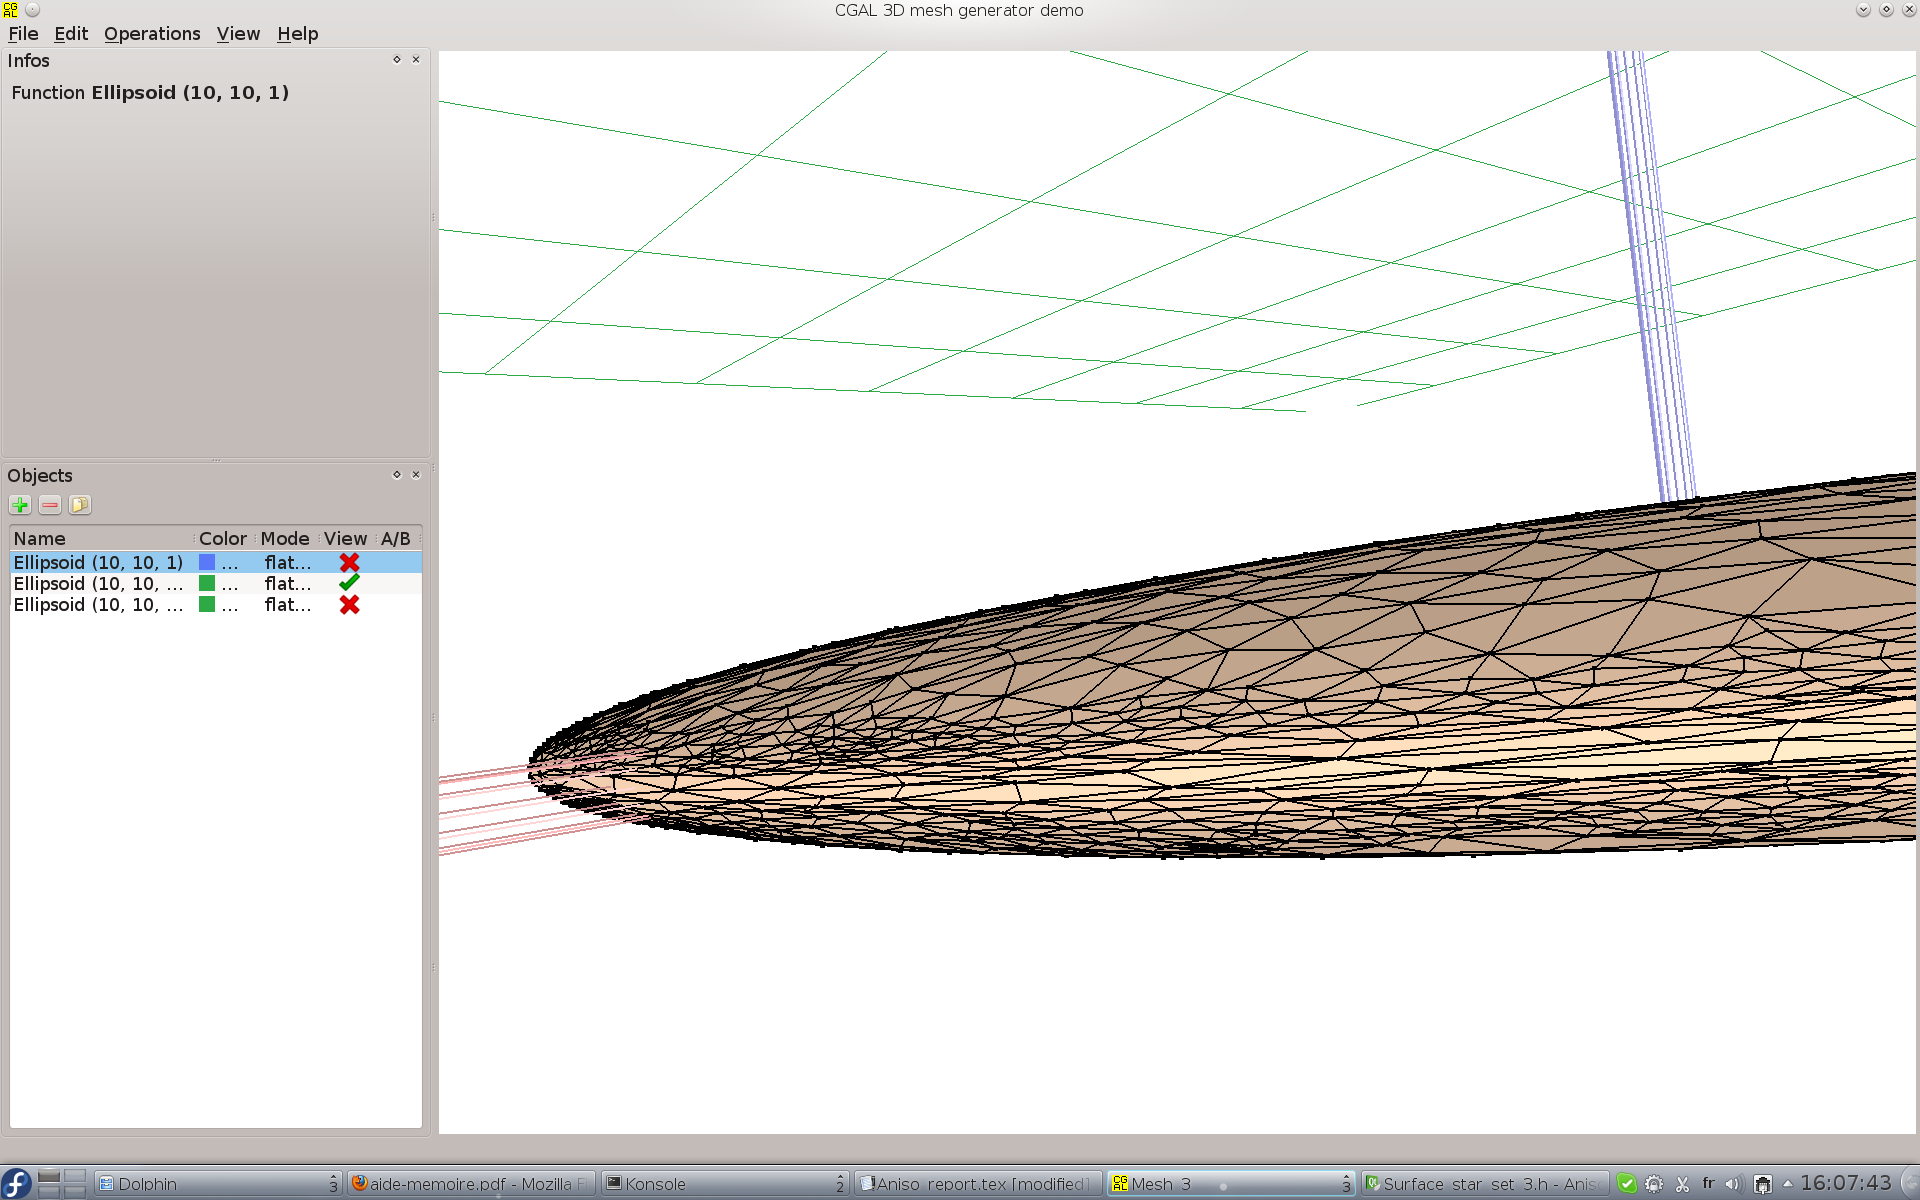 CGAL 3D mesh generator demo
File Edit Operations View Help
Infos
Function Ellipsoid (10, 10, 1)
Objects
Name Color Mode View A/B
Ellipsoid (10, 10, 1) ... flat...
Ellipsoid (10, 10, ... ... flat...
Ellipsoid (10, 10, ... ... flat...
Dolphin 3 aide-memoire.pdf - Mozilla F Konsole 2 Aniso_report.tex [modified] CG AL Mesh_3 3 Surface_star_set_3.h - Anis fr 16:07:43